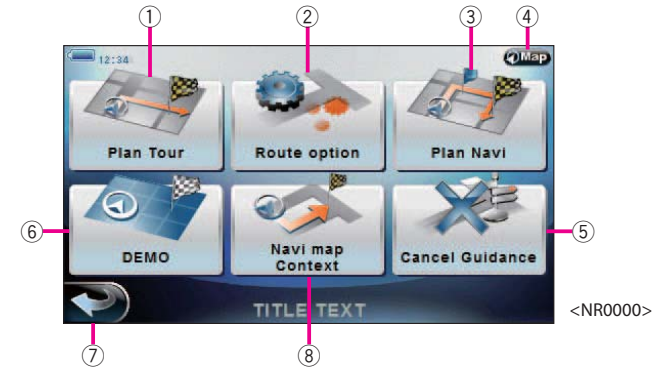 ① ② ③ ④
12:34 Map
Plan Tour Route option Plan Navi
⑥ ⑤
DEMO Navi map Context Cancel Guidance
TITLE TEXT
<NR0000>
⑦ ⑧